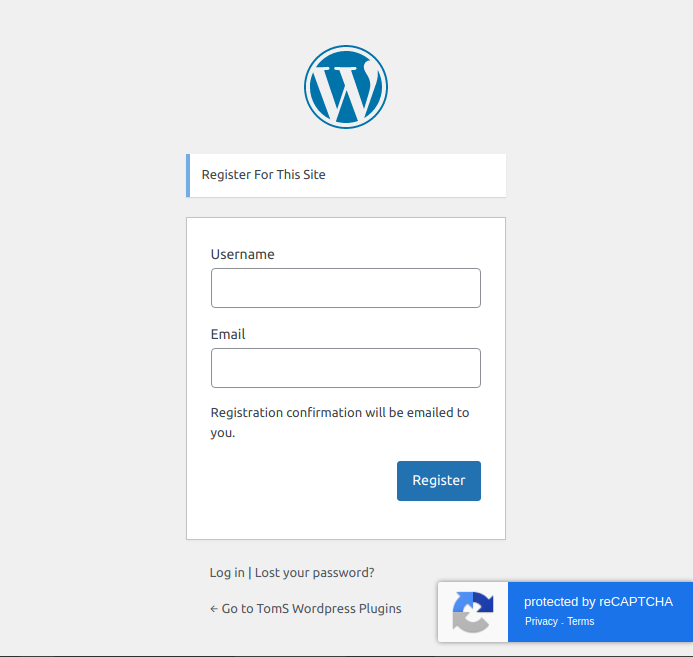 Register For This Site
Username
Email
Registration confirmation will be emailed to
you.
Register
Log in | Lost your password?
← Go to TomS Wordpress Plugins
protected by reCAPTCHA
Privacy - Terms